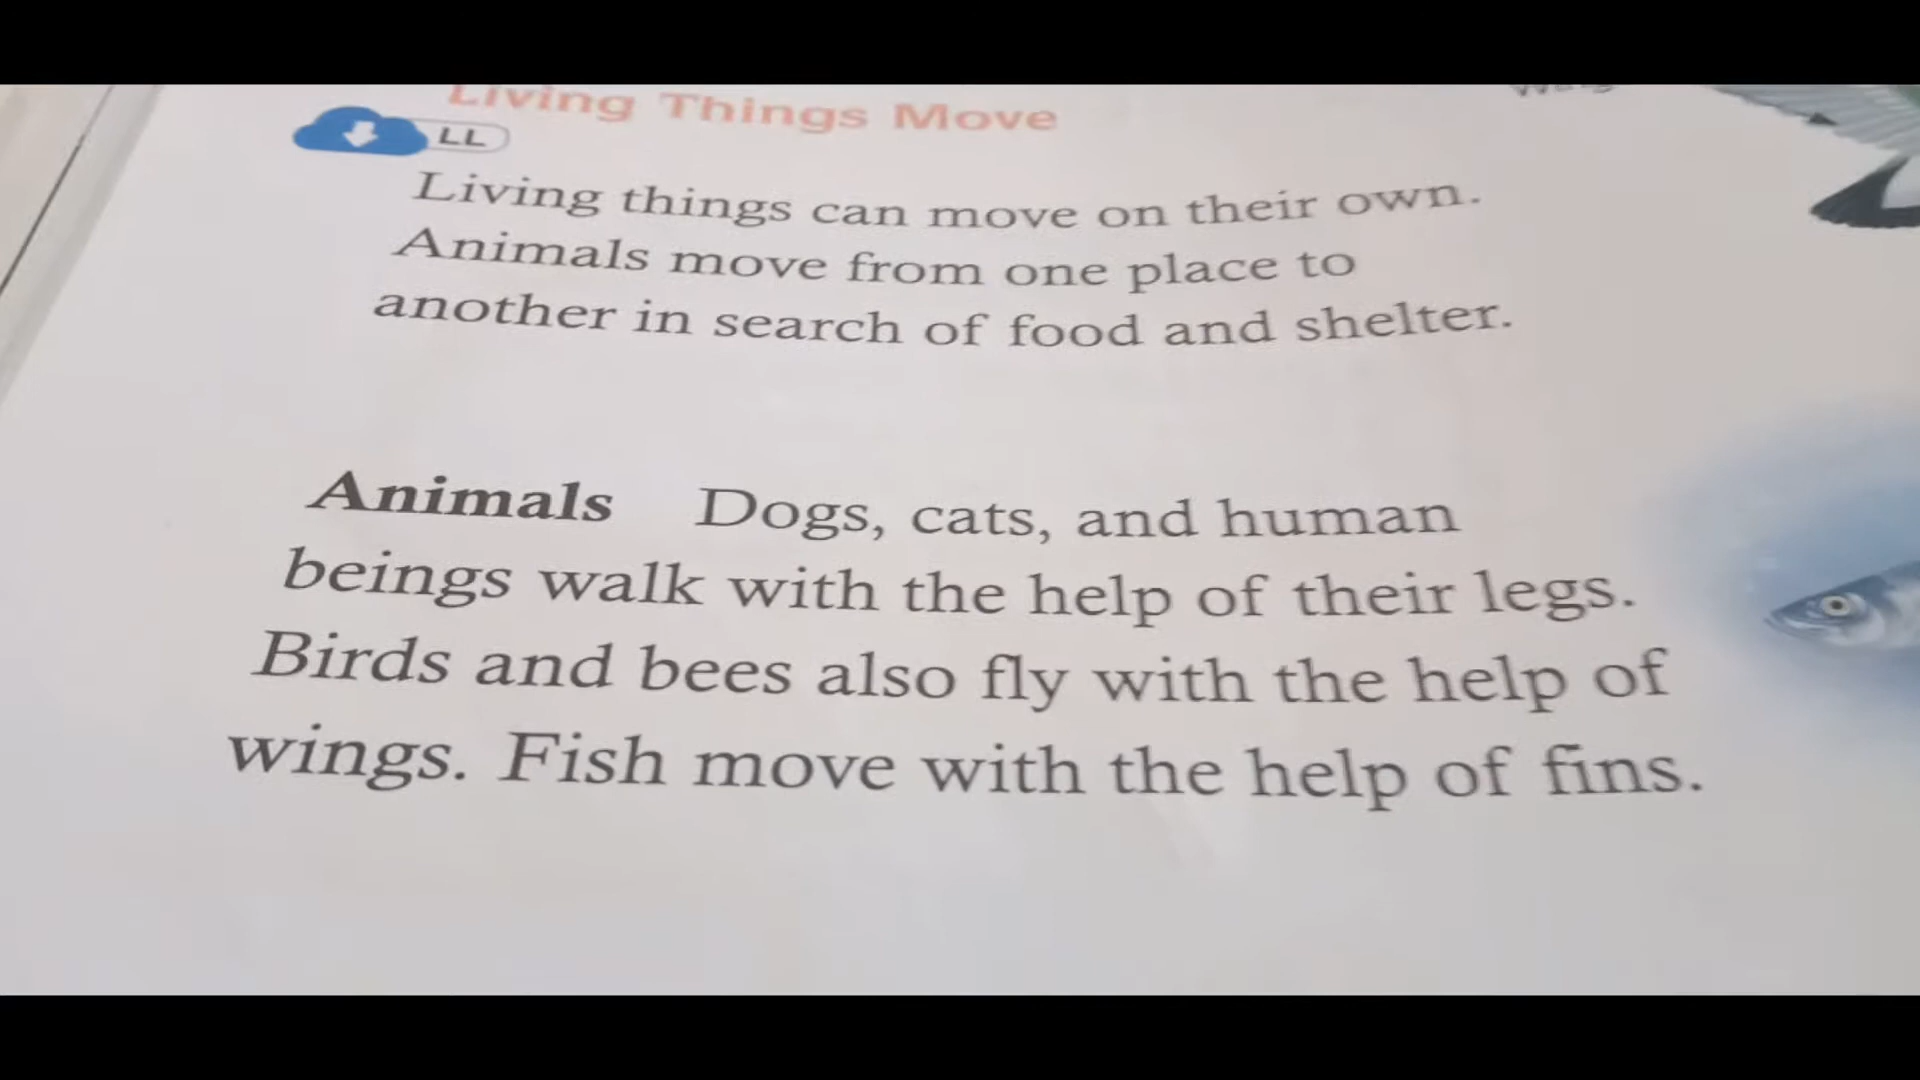 Living Things Move
LL
Living things can move on their own.
Animals move from one place to
another in search of food and shelter.
Animals Dogs, cats, and human
beings walk with the help of their legs.
Birds and bees also fly with the help of
wings. Fish move with the help of fins.